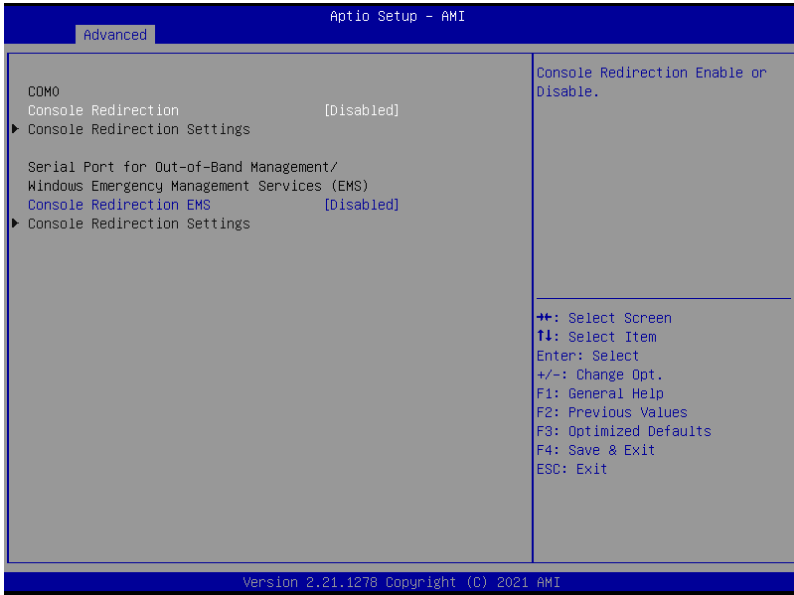 Aptio Setup – AMI
Advanced
COM0
Console Redirection [Disabled]
Console Redirection Settings
Serial Port for Out-of-Band Management/
Windows Emergency Management Services (EMS)
Console Redirection EMS [Disabled]
Console Redirection Settings
Console Redirection Enable or
Disable.
→←: Select Screen
↑↓: Select Item
Enter: Select
+/-: Change Opt.
F1: General Help
F2: Previous Values
F3: Optimized Defaults
F4: Save & Exit
ESC: Exit
Version 2.21.1278 Copyright (C) 2021 AMI